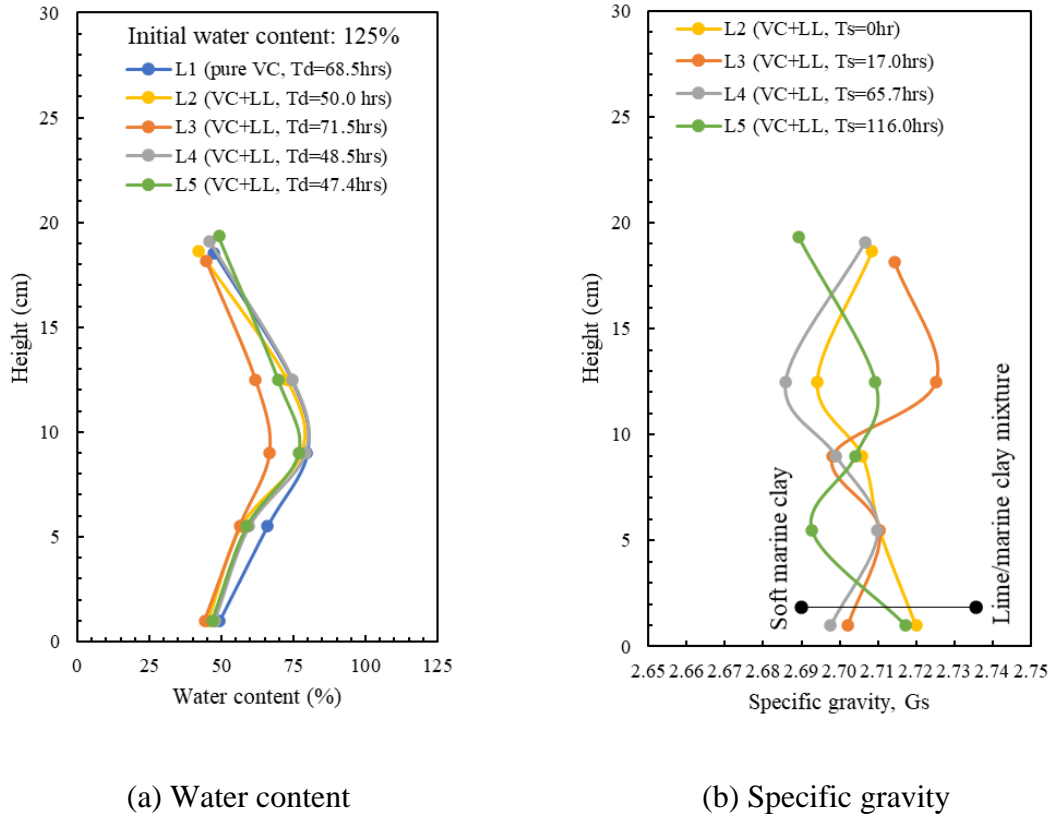 30
25
20
15
10
5
0
Height (cm)
Initial water content: 125%
L1 (pure VC, Td=68.5hrs)
L2 (VC+LL, Td=50.0 hrs)
L3 (VC+LL, Td=71.5hrs)
L4 (VC+LL, Td=48.5hrs)
L5 (VC+LL, Td=47.4hrs)
0 25 50 75 100 125
Water content (%)
(a) Water content
30
25
20
15
10
5
0
Height (cm)
L2 (VC+LL, Ts=0hr)
L3 (VC+LL, Ts=17.0hrs)
L4 (VC+LL, Ts=65.7hrs)
L5 (VC+LL, Ts=116.0hrs)
Soft marine clay
Lime/marine clay mixture
2.65 2.66 2.67 2.68 2.69 2.70 2.71 2.72 2.73 2.74 2.75
Specific gravity, Gs
(b) Specific gravity